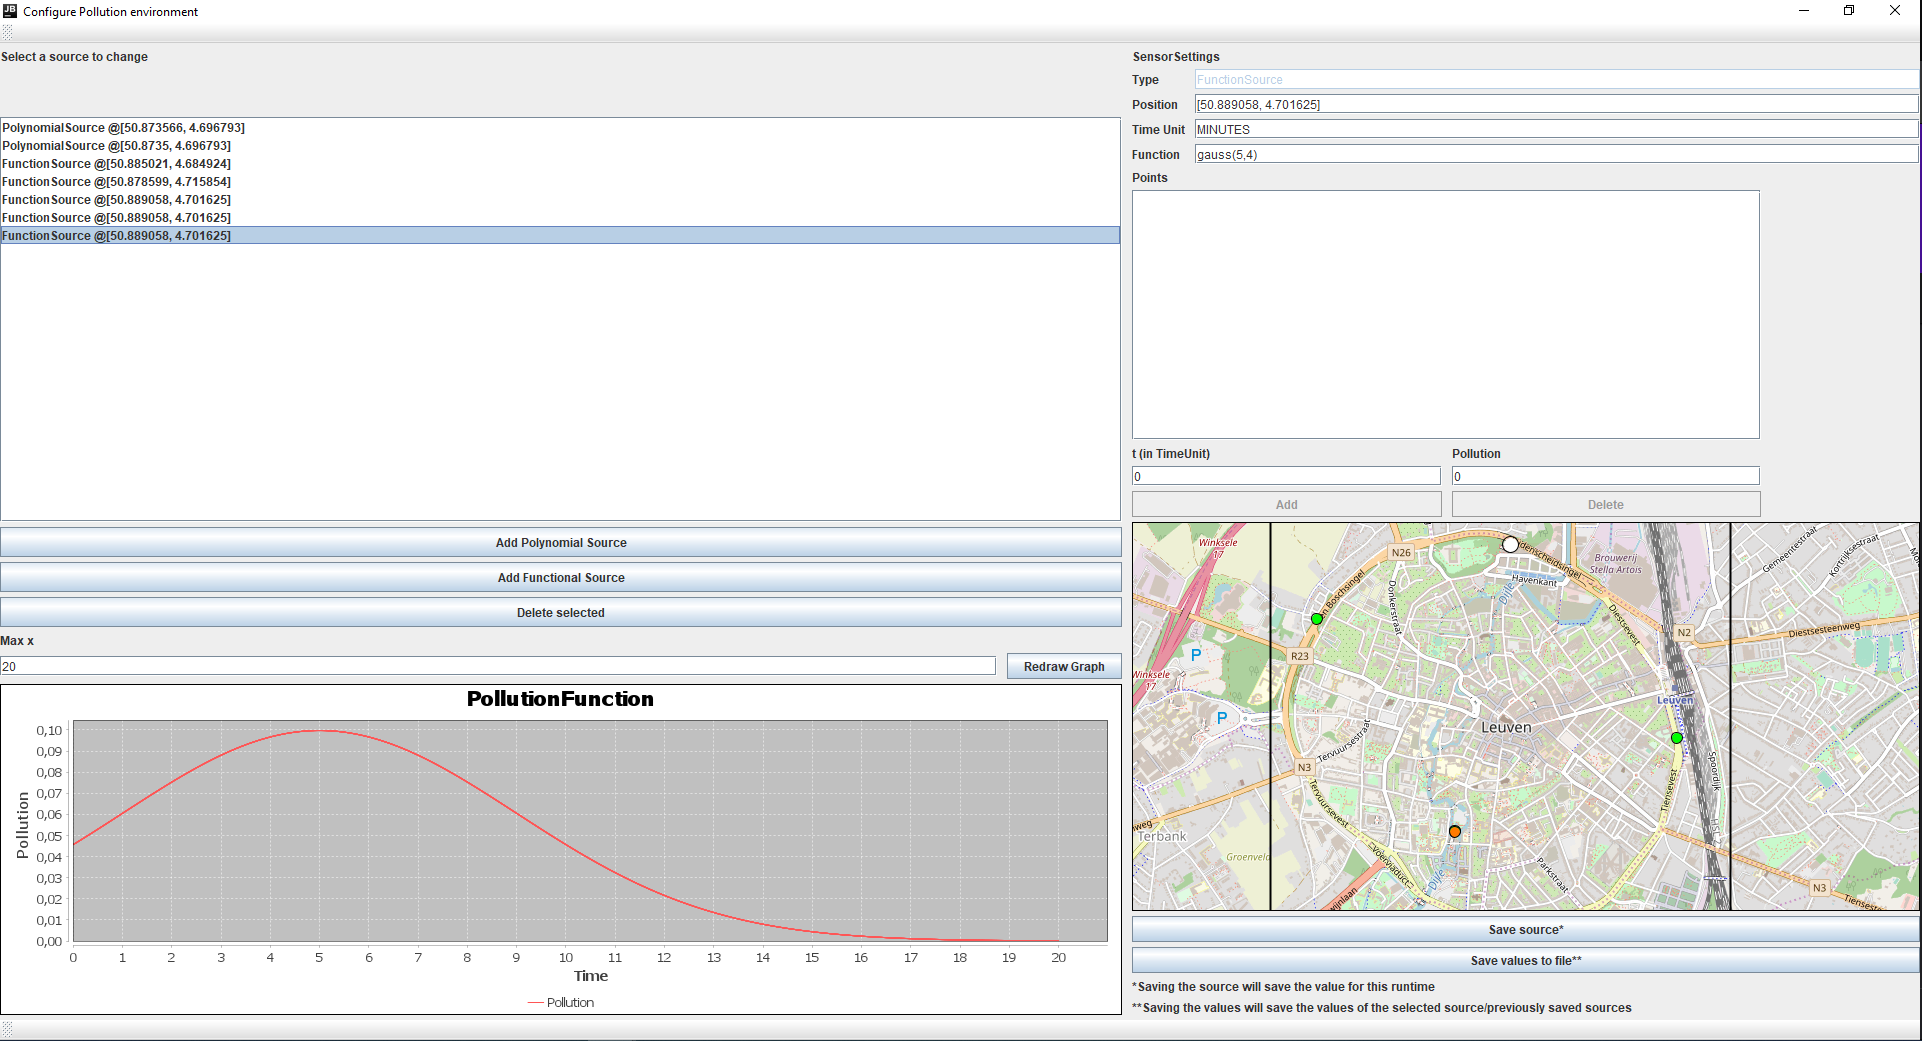 Configure Pollution environment
Select a source to change
PolynomialSource @[50.873566, 4.696793]
PolynomialSource @[50.8735, 4.696793]
FunctionSource @[50.885021, 4.684924]
FunctionSource @[50.878599, 4.715854]
FunctionSource @[50.889058, 4.701625]
FunctionSource @[50.889058, 4.701625]
FunctionSource @[50.889058, 4.701625]
Add Polynomial Source
Add Functional Source
Delete selected
Max x
20
Redraw Graph
PollutionFunction
Pollution
0,10
0,09
0,08
0,07
0,06
0,05
0,04
0,03
0,02
0,01
0,00
0 1 2 3 4 5 6 7 8 9 10 11 12 13 14 15 16 17 18 19 20
Time
Pollution
SensorSettings
Type FunctionSource
Position [50.889058, 4.701625]
Time Unit MINUTES
Function gauss(5,4)
Points
t (in TimeUnit) Pollution
0 0
Add Delete
Winksele
17
N26
Brouwerij
Stella Artois
Gemeentestraat
Kortrijksestraat
Havenkant
Dijle
Donkerstraat
Diestsevest
N2
Diestsesteenweg
P
R23
Winksele
17
Leuven
P
Leuven
Tervuursestraat
N3
Spoordijk
Tervuursevest
Tiensevest
HSL 2
Terbank
Groenveld
Voerviaduct
Dijle
Parkstraat
N3
Save source*
Save values to file**
*Saving the source will save the value for this runtime
**Saving the values will save the values of the selected source/previously saved sources